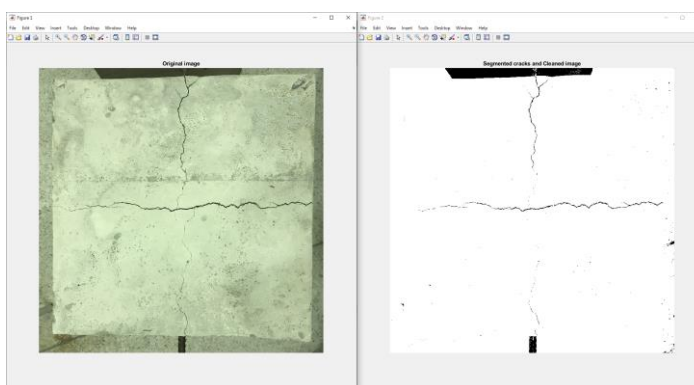 Figure 1
File Edit View Insert Tools Desktop Window Help
Original image
Figure 2
File Edit View Insert Tools Desktop Window Help
Segmented cracks and Cleaned image